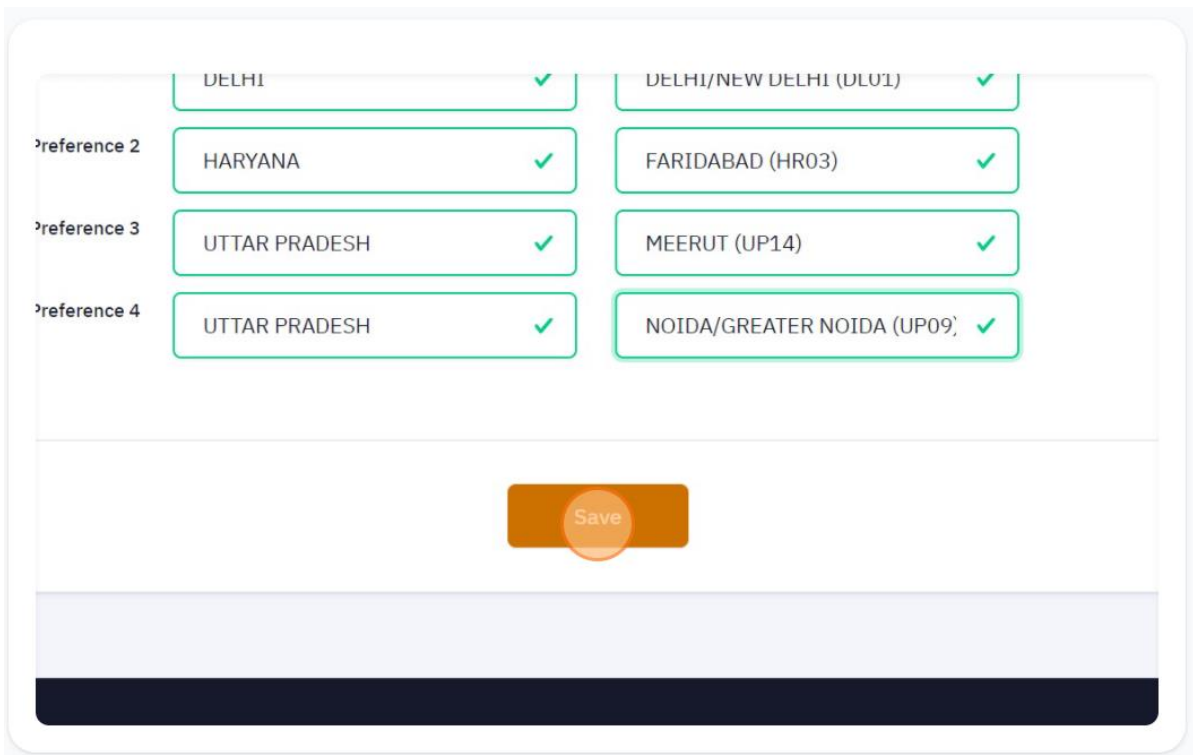 DELHI DELHI/NEW DELHI (DL01)
Preference 2 HARYANA FARIDABAD (HR03)
Preference 3 UTTAR PRADESH MEERUT (UP14)
Preference 4 UTTAR PRADESH NOIDA/GREATER NOIDA (UP09)
Save